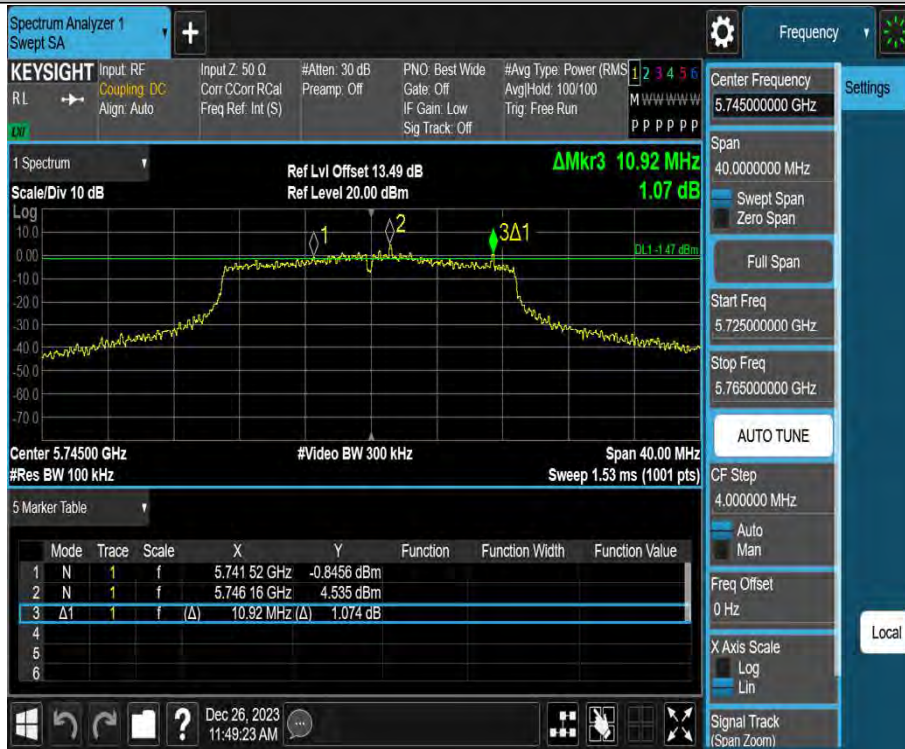 Spectrum Analyzer 1
Swept SA
+
Frequency
KEYSIGHT
RL
LXI
Input: RF
Coupling: DC
Align: Auto
Input Z: 50 Ω
Corr CCorr RCal
Freq Ref: Int (S)
#Atten: 30 dB
Preamp: Off
PNO: Best Wide
Gate: Off
IF Gain: Low
Sig Track: Off
#Avg Type: Power (RMS
Avg|Hold: 100/100
Trig: Free Run
1 2 3 4 5 6
M W W W W W
P P P P P P
1 Spectrum
Scale/Div 10 dB
Ref Lvl Offset 13.49 dB
Ref Level 20.00 dBm
ΔMkr3 10.92 MHz
1.07 dB
Log
10.0
0.00
-10.0
-20.0
-30.0
-40.0
-50.0
-60.0
-70.0
1
2
3Δ1
DL1 -1.47 dBm
Center 5.74500 GHz
#Video BW 300 kHz
Span 40.00 MHz
#Res BW 100 kHz
Sweep 1.53 ms (1001 pts)
5 Marker Table
Mode Trace Scale X Y Function Function Width Function Value
1 N 1 f 5.741 52 GHz -0.8456 dBm
2 N 1 f 5.746 16 GHz 4.535 dBm
3 Δ1 1 f (Δ) 10.92 MHz (Δ) 1.074 dB
4
5
6
?
Dec 26, 2023
11:49:23 AM
Center Frequency
5.745000000 GHz
Span
40.0000000 MHz
Swept Span
Zero Span
Full Span
Start Freq
5.725000000 GHz
Stop Freq
5.765000000 GHz
AUTO TUNE
CF Step
4.000000 MHz
Auto
Man
Freq Offset
0 Hz
X Axis Scale
Log
Lin
Signal Track
(Span Zoom)
Settings
Local